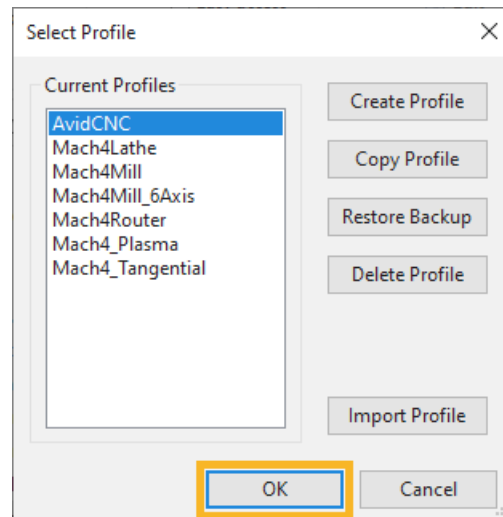 Select Profile
Current Profiles
AvidCNC
Mach4Lathe
Mach4Mill
Mach4Mill_6Axis
Mach4Router
Mach4_Plasma
Mach4_Tangential
Create Profile
Copy Profile
Restore Backup
Delete Profile
Import Profile
OK
Cancel